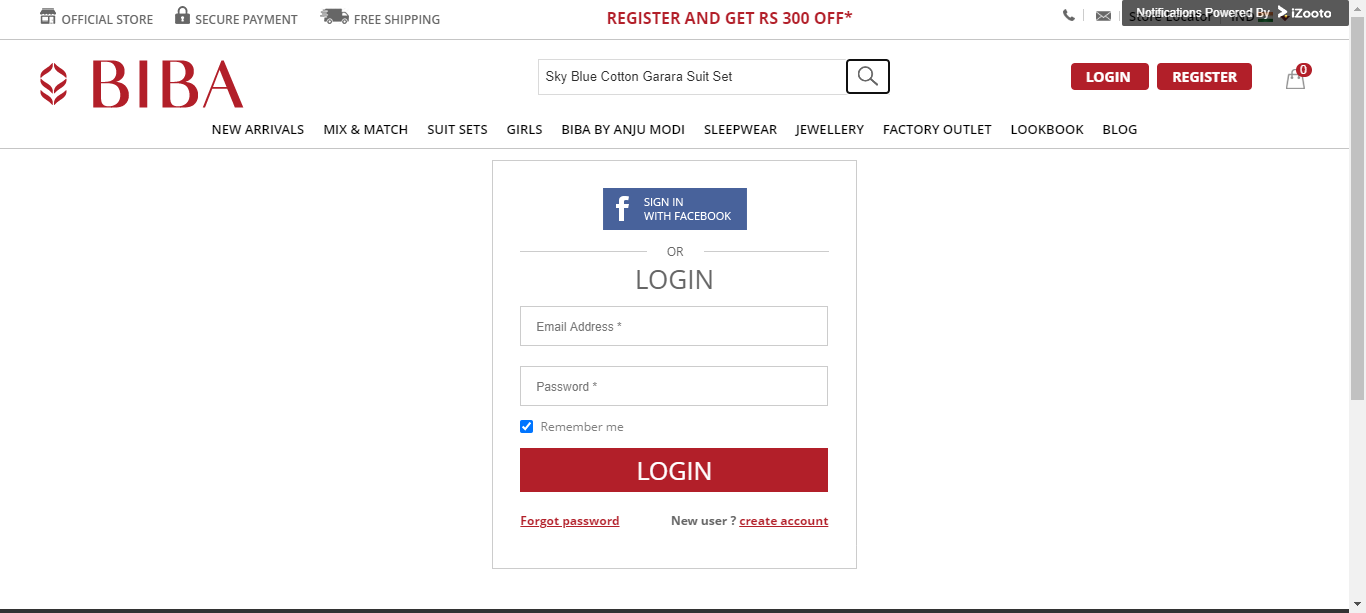 OFFICIAL STORE SECURE PAYMENT FREE SHIPPING REGISTER AND GET RS 300 OFF* Store Locator IND Notifications Powered By iZooto
BIBA Sky Blue Cotton Garara Suit Set LOGIN REGISTER 0
NEW ARRIVALS MIX & MATCH SUIT SETS GIRLS BIBA BY ANJU MODI SLEEPWEAR JEWELLERY FACTORY OUTLET LOOKBOOK BLOG
f SIGN IN
WITH FACEBOOK
OR
LOGIN
Email Address *
Password *
Remember me
LOGIN
Forgot password New user ? create account